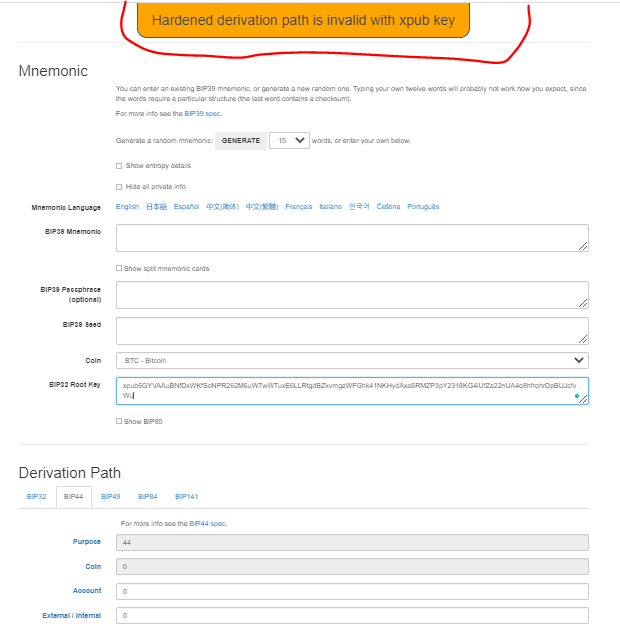 Hardened derivation path is invalid with xpub key
Mnemonic
You can enter an existing BIP39 mnemonic, or generate a new random one. Typing your own twelve words will probably not work how you expect, since
the words require a particular structure (the last word contains a checksum).
For more info see the BIP39 spec.
Generate a random mnemonic: GENERATE 15 words, or enter your own below.
Show entropy details
Hide all private info
Mnemonic Language English 日本語 Español 中文(简体) 中文(繁體) Français Italiano 한국어 Čeština Português
BIP39 Mnemonic
Show split mnemonic cards
BIP39 Passphrase
(optional)
BIP39 Seed
Coin BTC - Bitcoin
BIP32 Root Key
Wu
Show BIP85
Derivation Path
BIP32 BIP44 BIP49 BIP84 BIP141
For more info see the BIP44 spec.
Purpose 44
Coin 0
Account 0
External / Internal 0